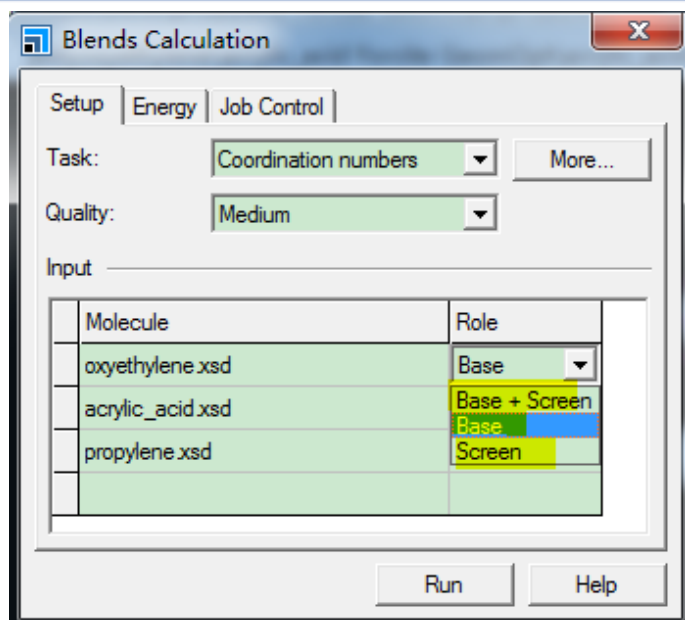 Blends Calculation
Setup Energy Job Control
Task: Coordination numbers More...
Quality: Medium
Input
Molecule Role
oxyethylene.xsd Base
Base + Screen
acrylic_acid.xsd Base
propylene.xsd Screen
Run Help